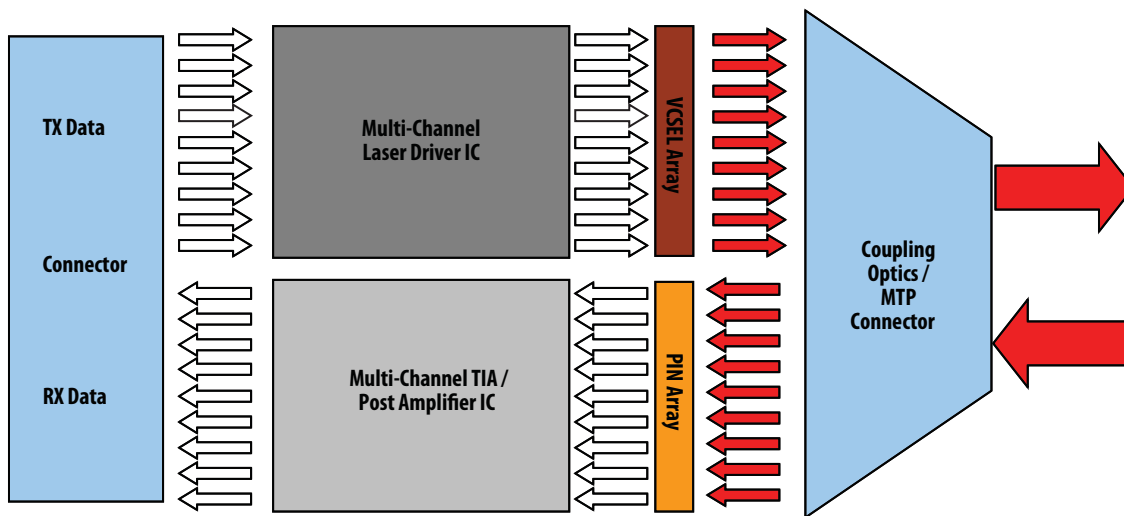 TX Data
Connector
RX Data
Multi-Channel
Laser Driver IC
VCSEL Array
Multi-Channel TIA /
Post Amplifier IC
PIN Array
Coupling
Optics /
MTP
Connector